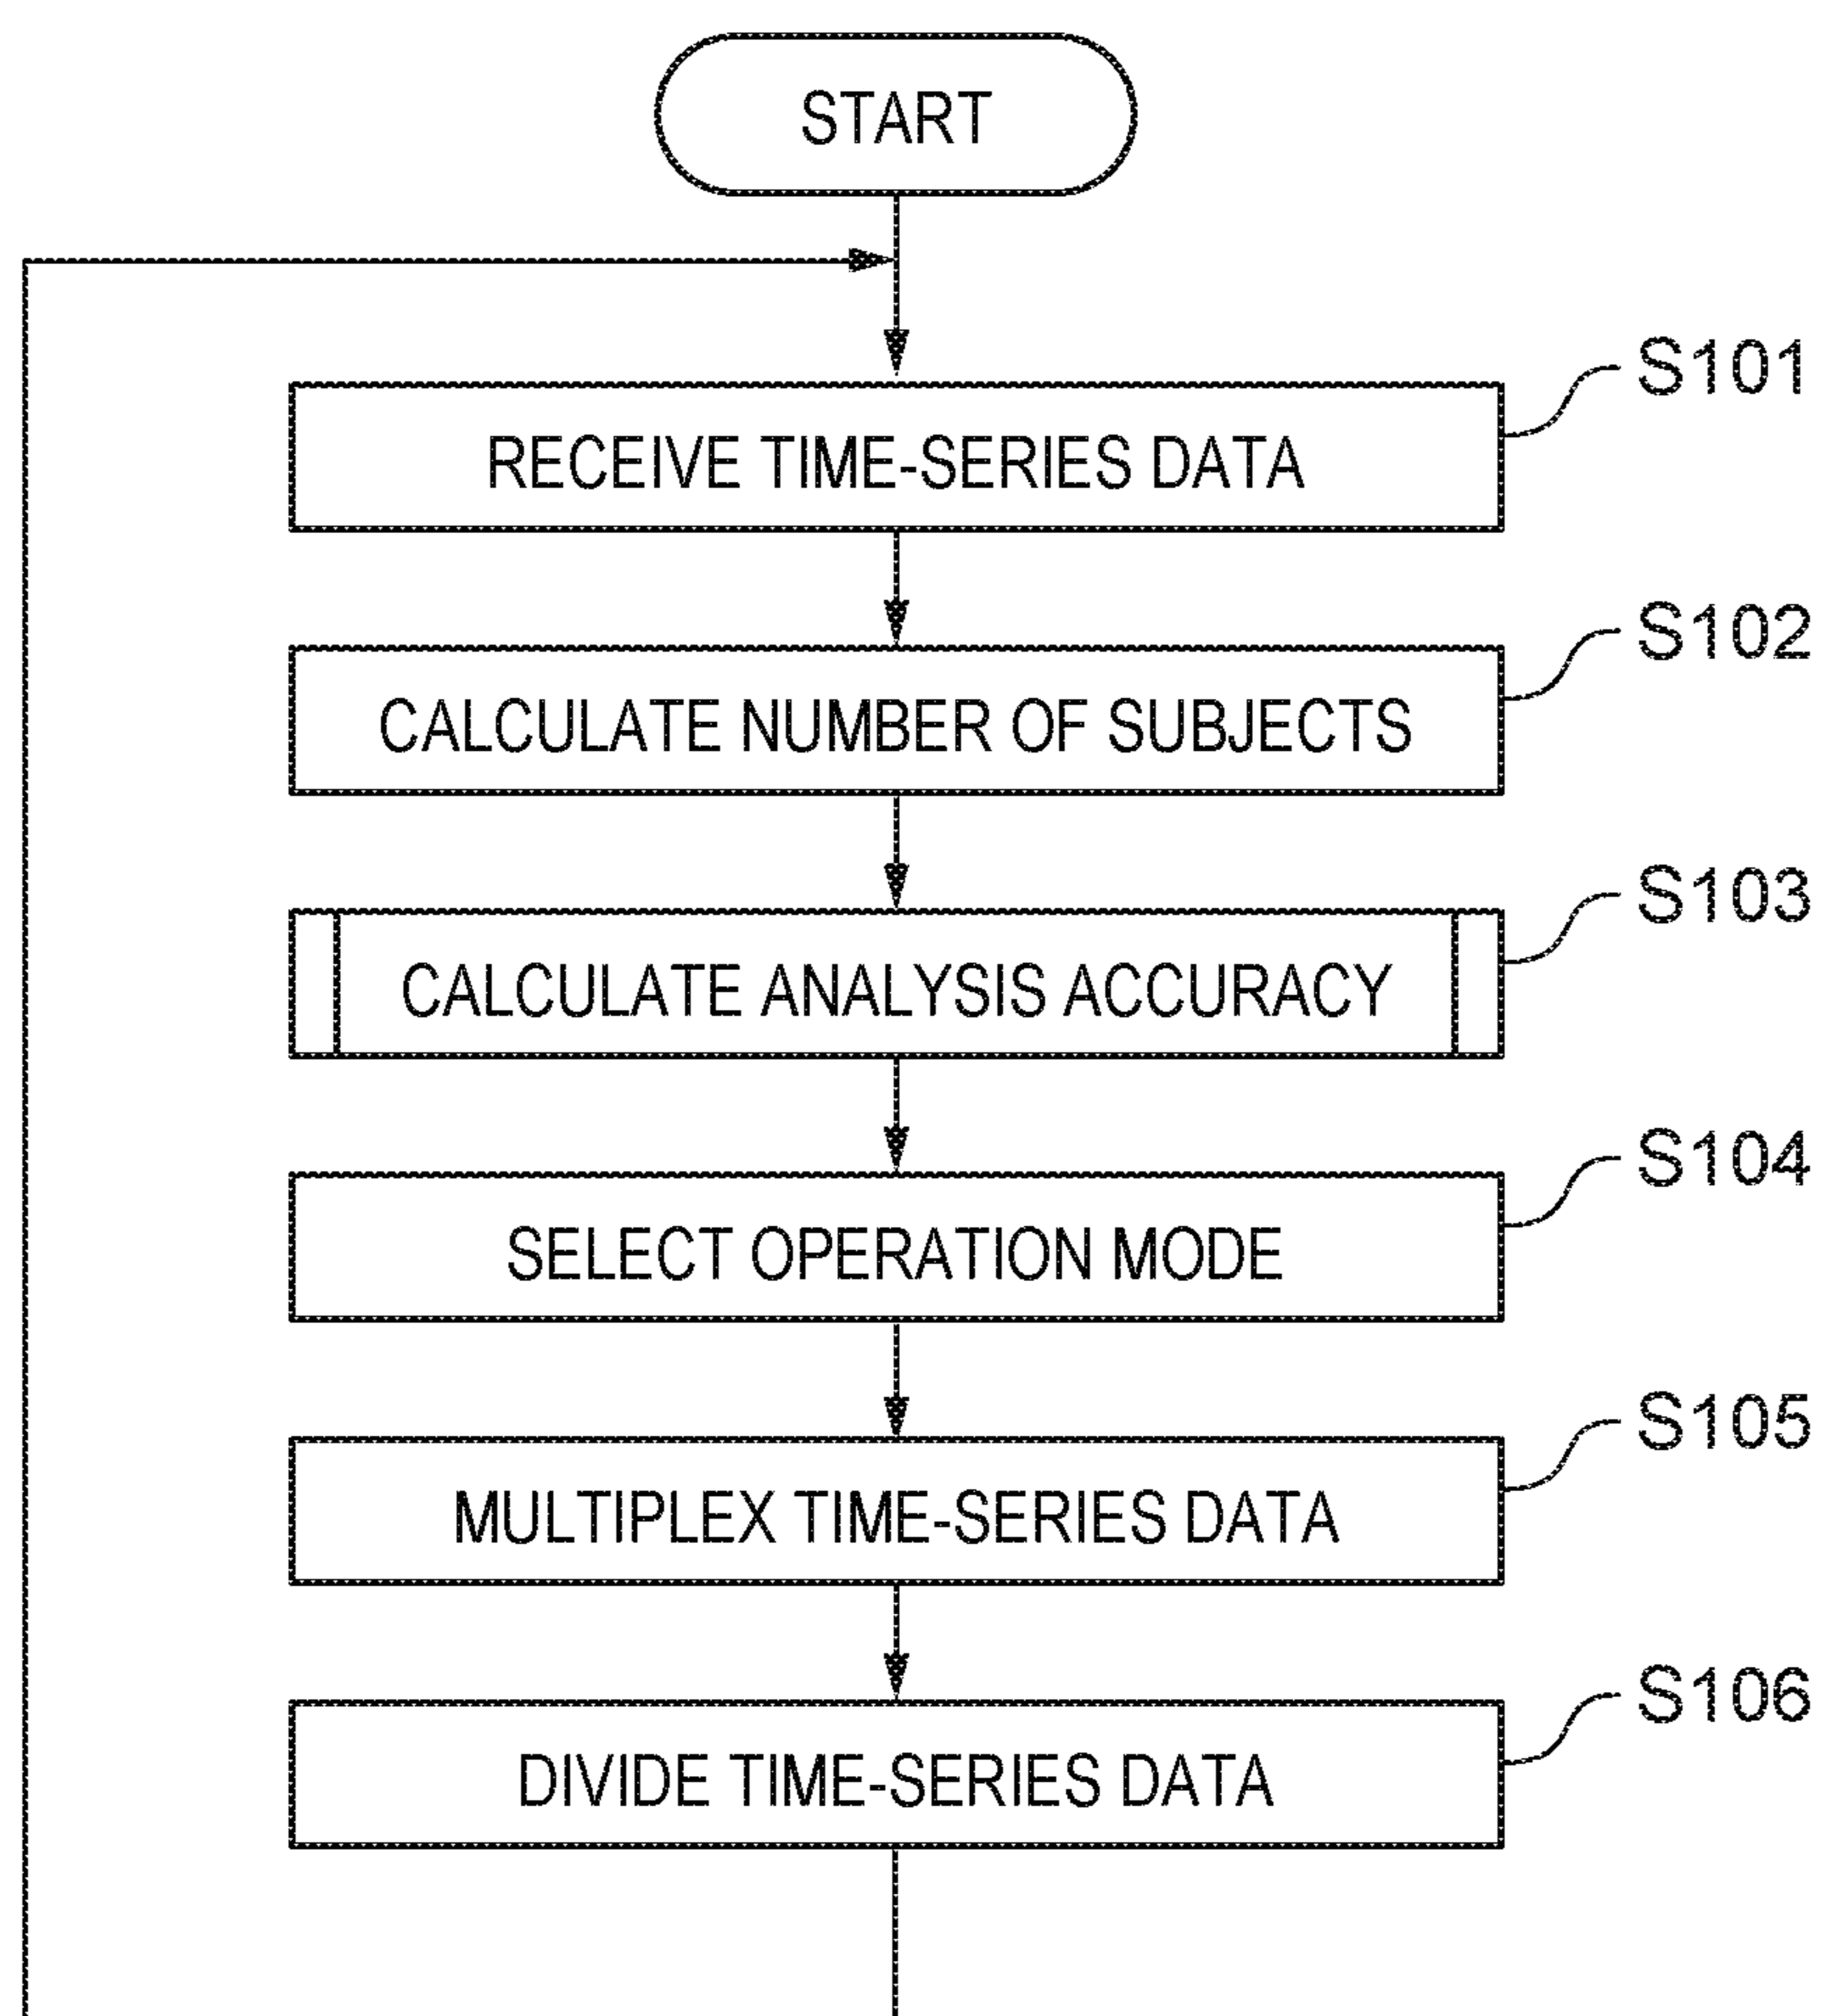 START
S101
RECEIVE TIME-SERIES DATA
S102
CALCULATE NUMBER OF SUBJECTS
S103
CALCULATE ANALYSIS ACCURACY
S104
SELECT OPERATION MODE
S105
MULTIPLEX TIME-SERIES DATA
S106
DIVIDE TIME-SERIES DATA